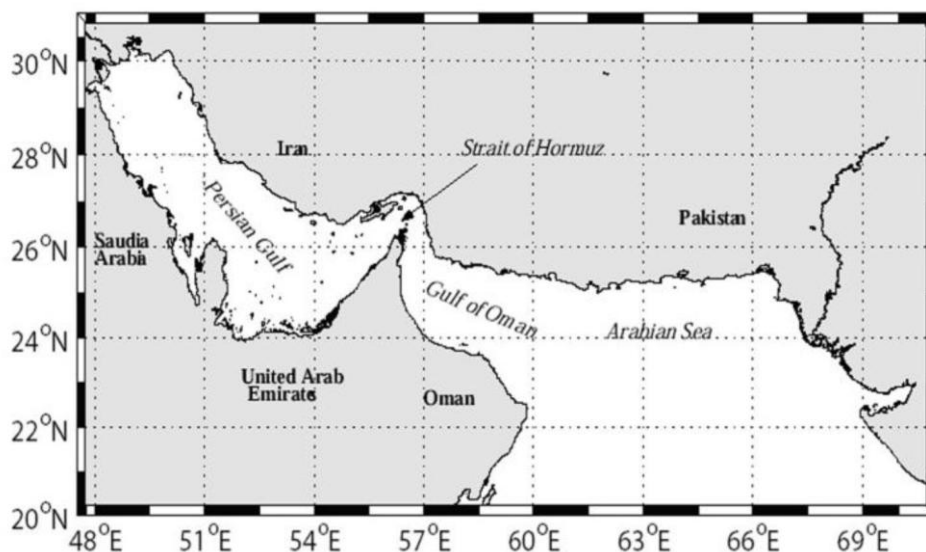 30°N
28°N
26°N
24°N
22°N
20°N
Iran
Strait of Hormuz
Persian Gulf
Pakistan
Saudia
Arabia
Gulf of Oman
Arabian Sea
United Arab
Emirate
Oman
48°E
51°E
54°E
57°E
60°E
63°E
66°E
69°E